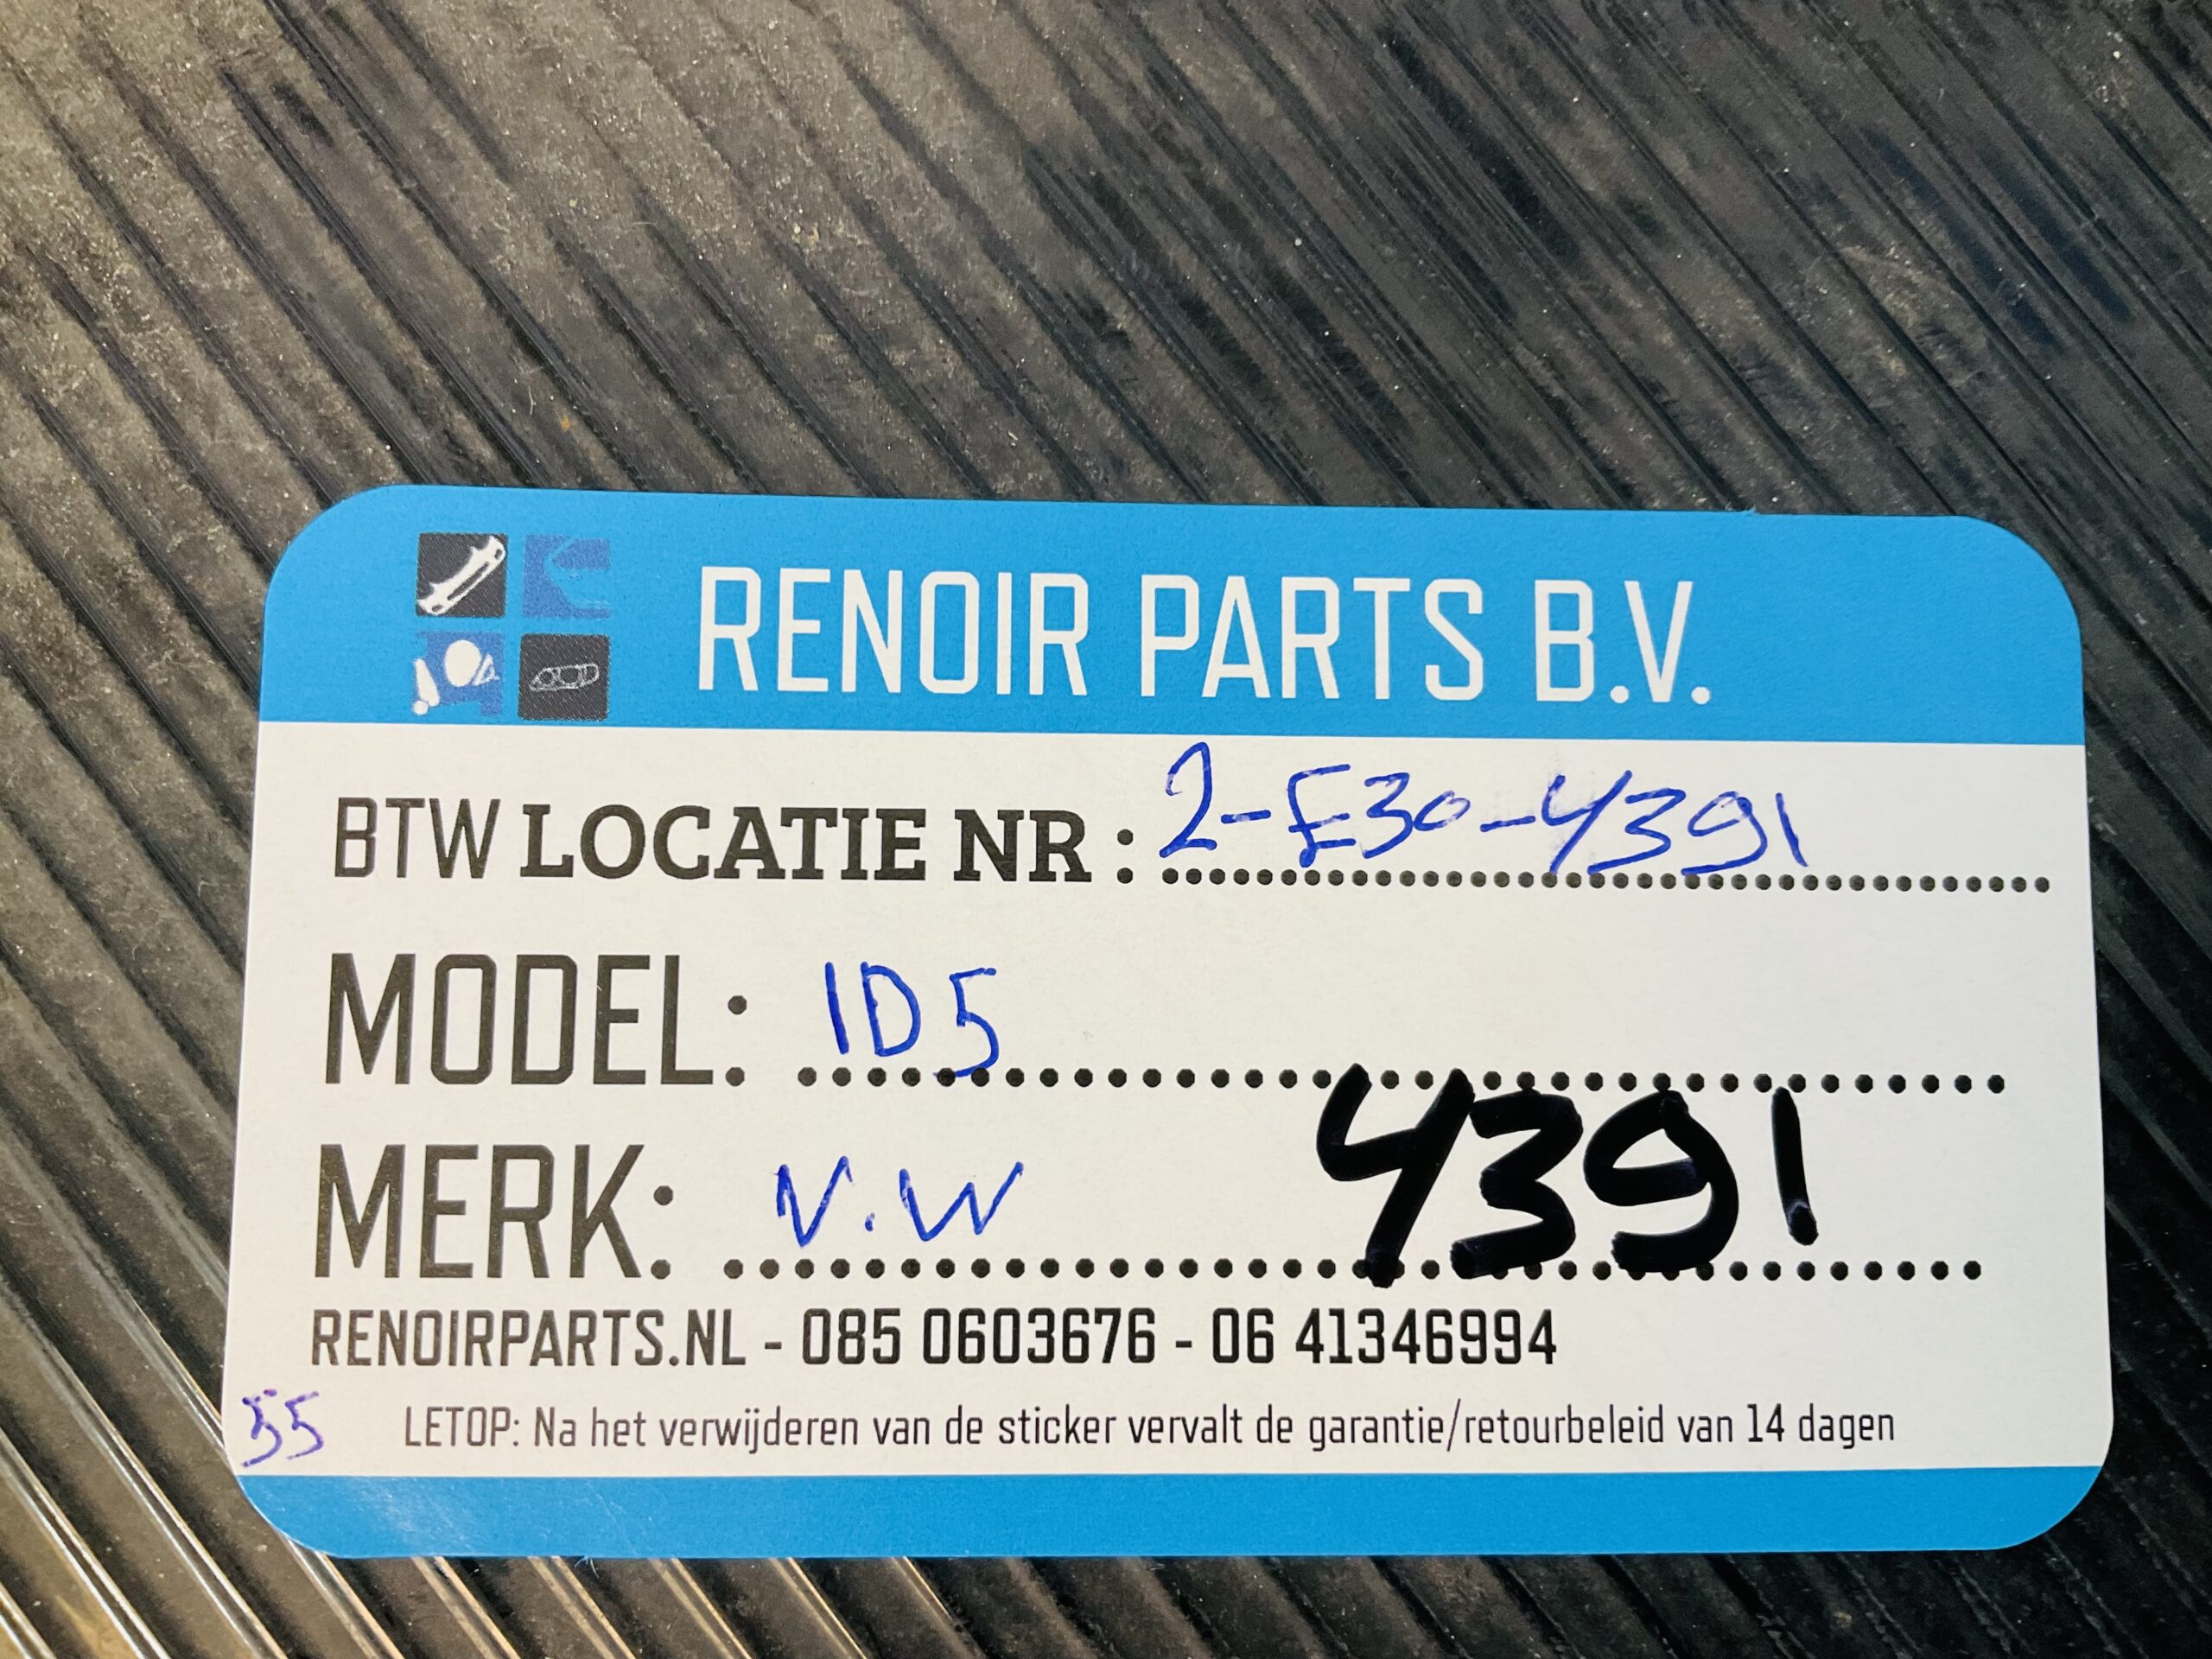 RENOIR PARTS B.V.
BTW LOCATIE NR : 2-E30-4391
MODEL: ID5
MERK: V.W 4391
RENOIRPARTS.NL - 085 0603676 - 06 41346994
55 LETOP: Na het verwijderen van de sticker vervalt de garantie/retourbeleid van 14 dagen